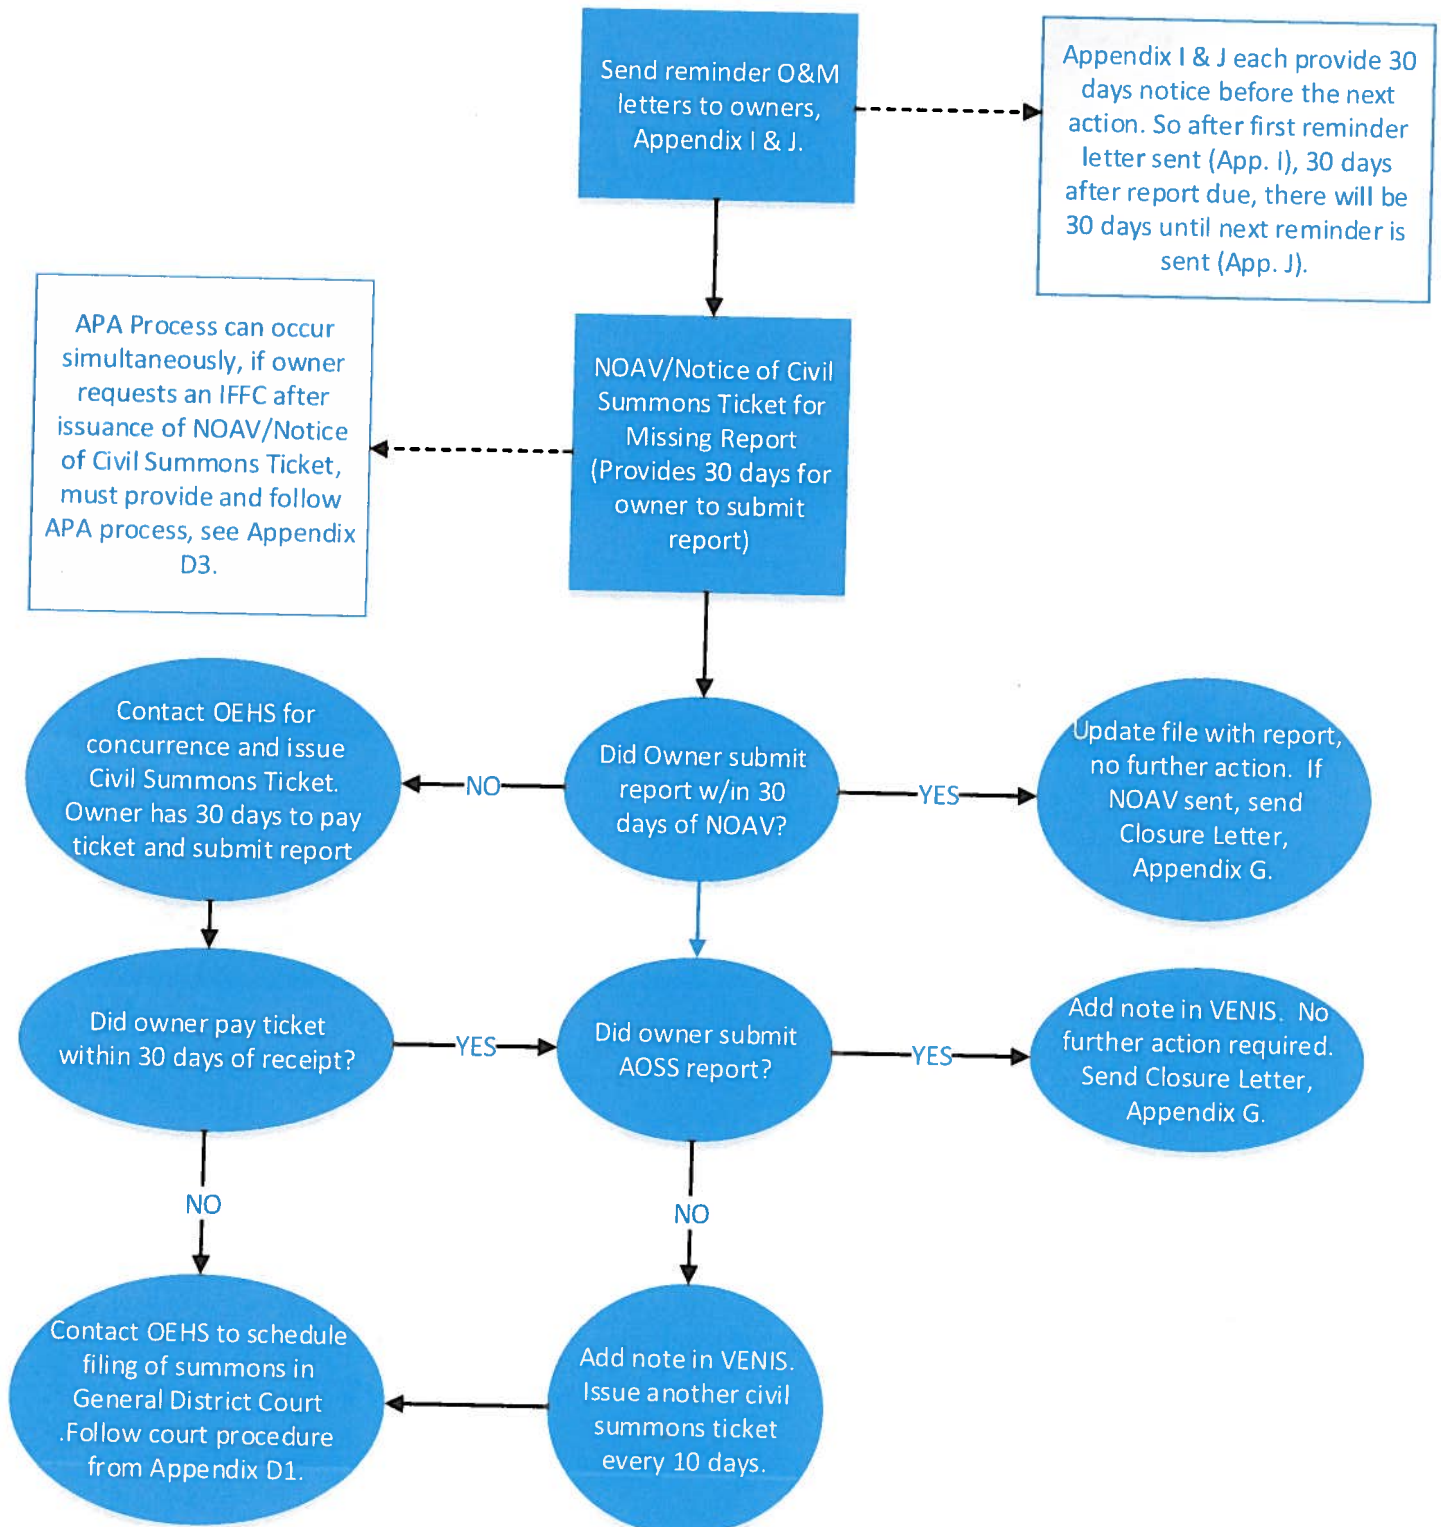 Send reminder O&M
letters to owners,
Appendix I & J.
Appendix I & J each provide 30
days notice before the next
action. So after first reminder
letter sent (App. I), 30 days
after report due, there will be
30 days until next reminder is
sent (App. J).
APA Process can occur
simultaneously, if owner
requests an IFFC after
issuance of NOAV/Notice
of Civil Summons Ticket,
must provide and follow
APA process, see Appendix
D3.
NOAV/Notice of Civil
Summons Ticket for
Missing Report
(Provides 30 days for
owner to submit
report)
Contact OEHS for
concurrence and issue
Civil Summons Ticket.
Owner has 30 days to pay
ticket and submit report
NO
Did Owner submit
report w/in 30
days of NOAV?
YES
Update file with report,
no further action. If
NOAV sent, send
Closure Letter,
Appendix G.
Did owner pay ticket
within 30 days of receipt?
YES
Did owner submit
AOSS report?
YES
Add note in VENIS. No
further action required.
Send Closure Letter,
Appendix G.
NO
NO
Contact OEHS to schedule
filing of summons in
General District Court
.Follow court procedure
from Appendix D1.
Add note in VENIS.
Issue another civil
summons ticket
every 10 days.